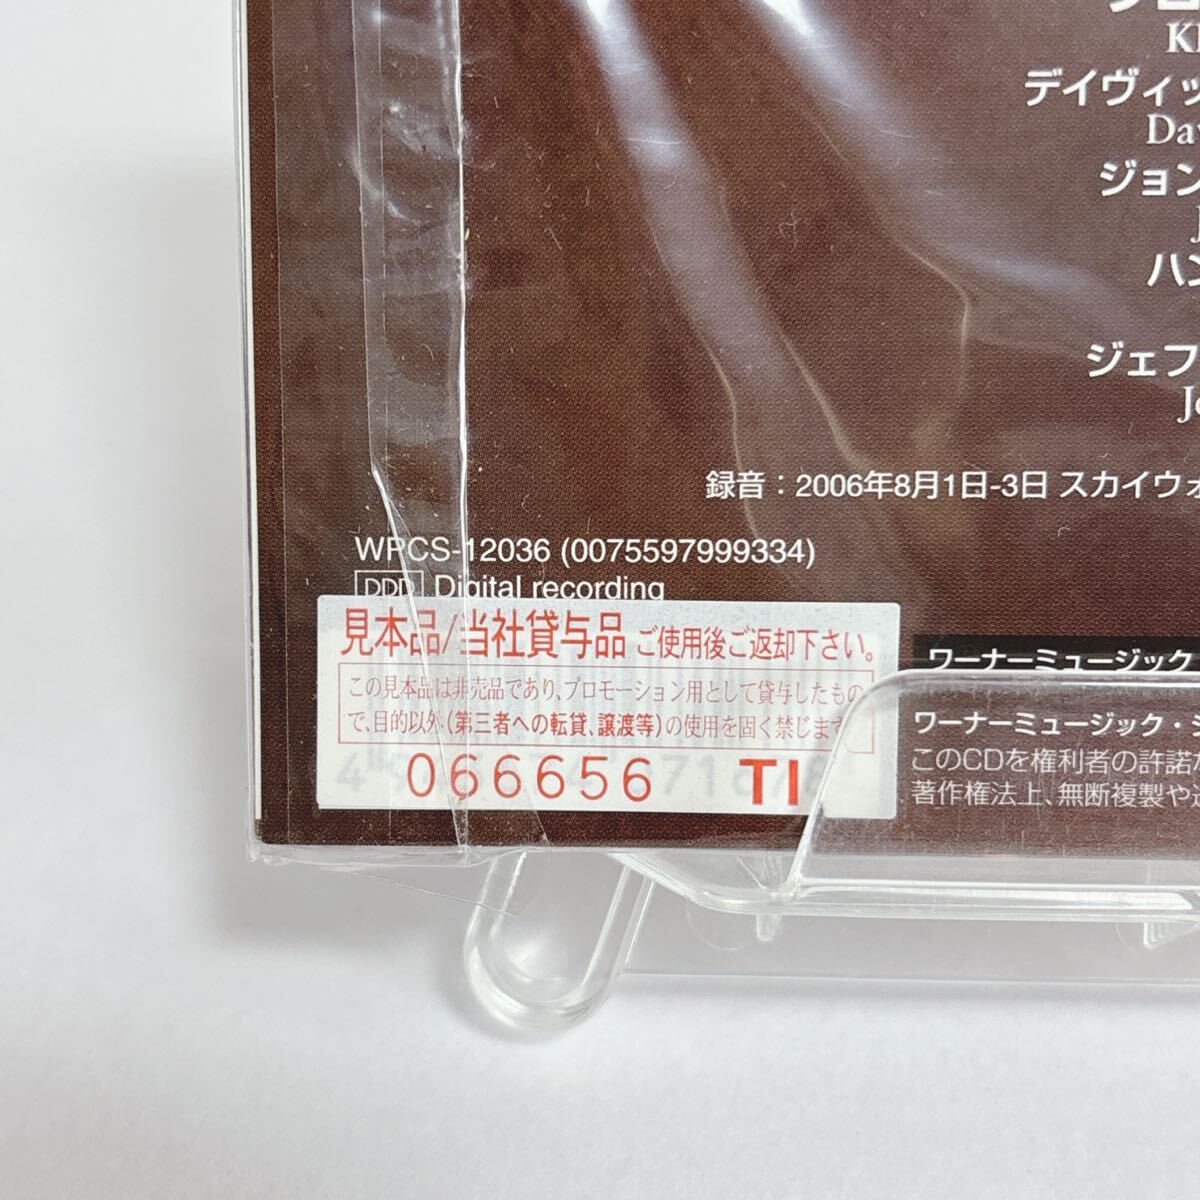 デイヴィッ
Da
ジョン
J
ハン
ジェフ
Je
録音：2006年8月1日-3日 スカイウォ
WPCS-12036 (0075597999334)
DDD Digital recording
見本品/当社貸与品 ご使用後ご返却下さい。
この見本品は非売品であり、プロモーション用として貸与したもの
で、目的以外(第三者への転貸、譲渡等)の使用を固く禁じます。
066656 TI
ワーナーミュージック
ワーナーミュージック・
このCDを権利者の許諾
著作権法上、無断複製や